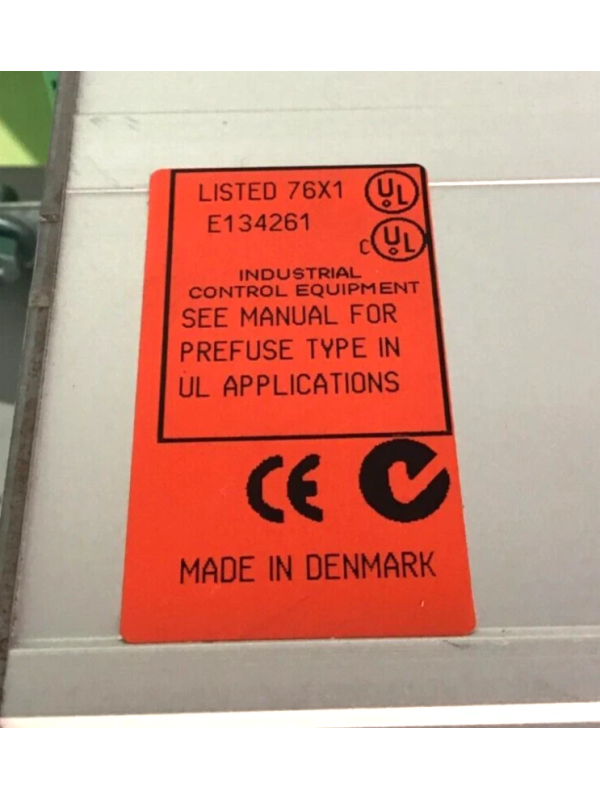 LISTED 76X1 UL
E134261
C UL
INDUSTRIAL
CONTROL EQUIPMENT
SEE MANUAL FOR
PREFUSE TYPE IN
UL APPLICATIONS
CE
MADE IN DENMARK